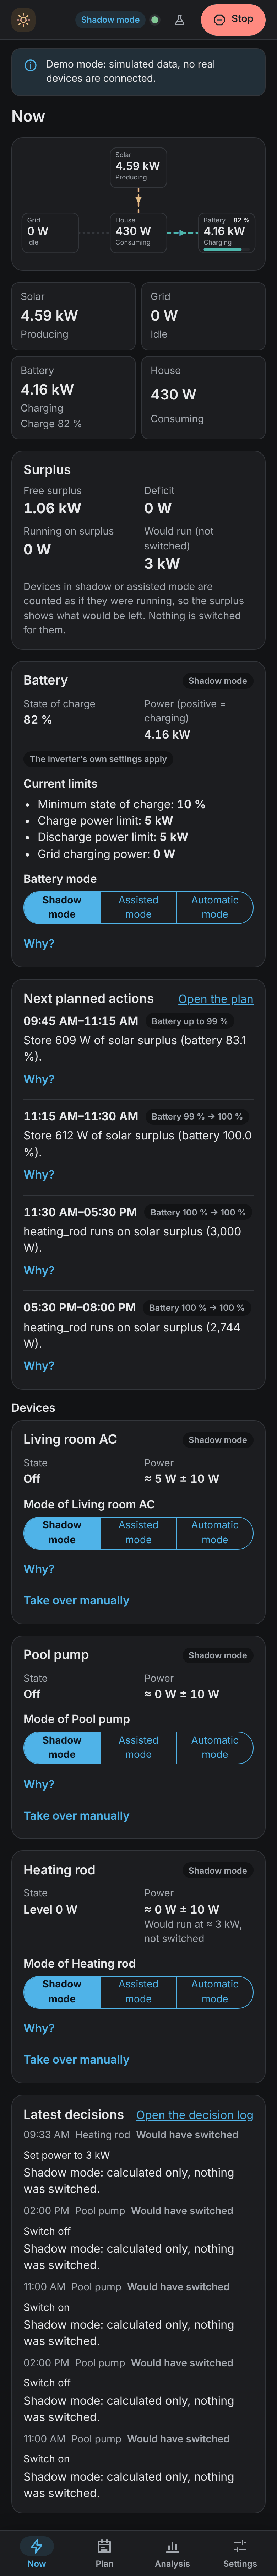 Shadow mode
Stop
Demo mode: simulated data, no real
devices are connected.
Now
Solar
4.59 kW
Producing
Grid
0 W
Idle
House
430 W
Consuming
Battery 82 %
4.16 kW
Charging
Solar
4.59 kW
Producing
Grid
0 W
Idle
Battery
4.16 kW
Charging
Charge 82 %
House
430 W
Consuming
Surplus
Free surplus
1.06 kW
Deficit
0 W
Running on surplus
0 W
Would run (not
switched)
3 kW
Devices in shadow or assisted mode are
counted as if they were running, so the surplus
shows what would be left. Nothing is switched
for them.
Battery
Shadow mode
State of charge
82 %
Power (positive =
charging)
4.16 kW
The inverter's own settings apply
Current limits
• Minimum state of charge: 10 %
• Charge power limit: 5 kW
• Discharge power limit: 5 kW
• Grid charging power: 0 W
Battery mode
Shadow
mode
Assisted
mode
Automatic
mode
Why?
Next planned actions
Open the plan
09:45 AM–11:15 AM Battery up to 99 %
Store 609 W of solar surplus (battery 83.1
%).
Why?
11:15 AM–11:30 AM Battery 99 % → 100 %
Store 612 W of solar surplus (battery 100.0
%).
Why?
11:30 AM–05:30 PM Battery 100 % → 100 %
heating_rod runs on solar surplus (3,000
W).
Why?
05:30 PM–08:00 PM Battery 100 % → 100 %
heating_rod runs on solar surplus (2,744
W).
Why?
Devices
Living room AC
Shadow mode
State
Off
Power
≈ 5 W ± 10 W
Mode of Living room AC
Shadow
mode
Assisted
mode
Automatic
mode
Why?
Take over manually
Pool pump
Shadow mode
State
Off
Power
≈ 0 W ± 10 W
Mode of Pool pump
Shadow
mode
Assisted
mode
Automatic
mode
Why?
Take over manually
Heating rod
Shadow mode
State
Level 0 W
Power
≈ 0 W ± 10 W
Would run at ≈ 3 kW,
not switched
Mode of Heating rod
Shadow
mode
Assisted
mode
Automatic
mode
Why?
Take over manually
Latest decisions
Open the decision log
09:33 AM Heating rod Would have switched
Set power to 3 kW
Shadow mode: calculated only, nothing
was switched.
02:00 PM Pool pump Would have switched
Switch off
Shadow mode: calculated only, nothing
was switched.
11:00 AM Pool pump Would have switched
Switch on
Shadow mode: calculated only, nothing
was switched.
02:00 PM Pool pump Would have switched
Switch off
Shadow mode: calculated only, nothing
was switched.
11:00 AM Pool pump Would have switched
Switch on
Shadow mode: calculated only, nothing
was switched.
Now
Plan
Analysis
Settings